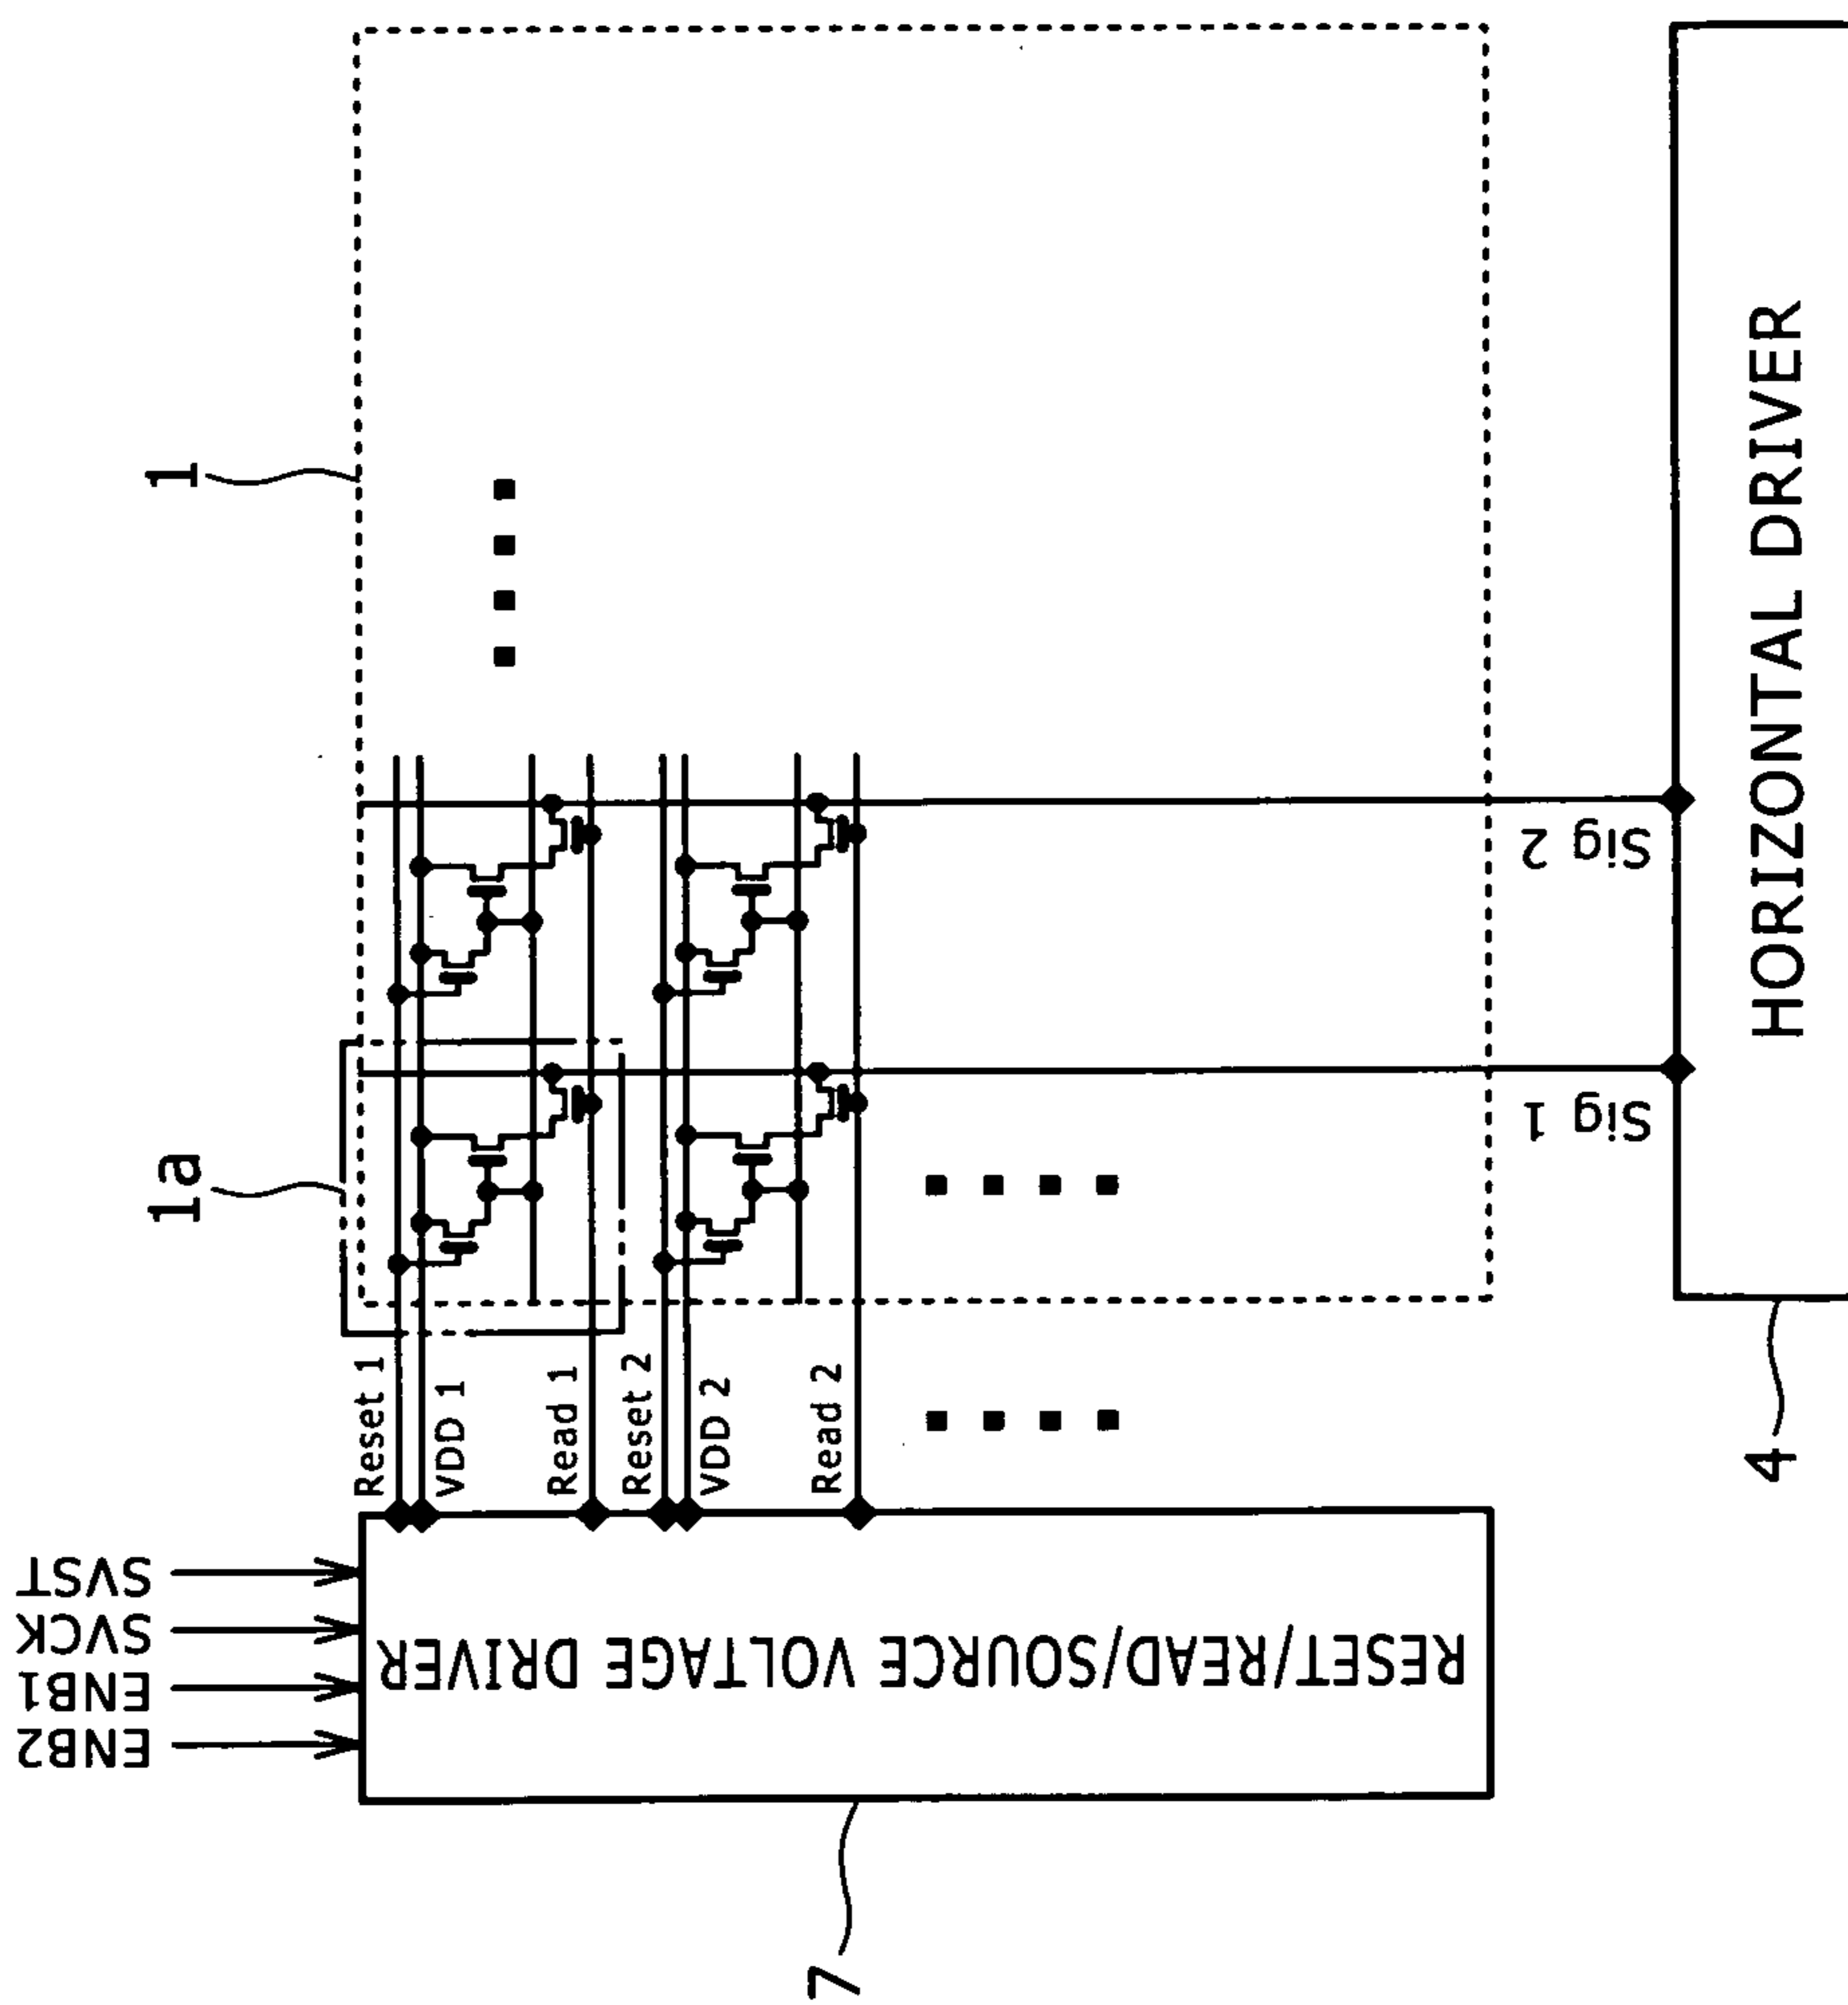 1
1a
Reset 1
VDD 1
Read 1
Reset 2
VDD 2
Read 2
SVST
SVCK
ENB1
ENB2
RESET/READ/SOURCE VOLTAGE DRIVER
7
Sig 1
Sig 2
HORIZONTAL DRIVER
4